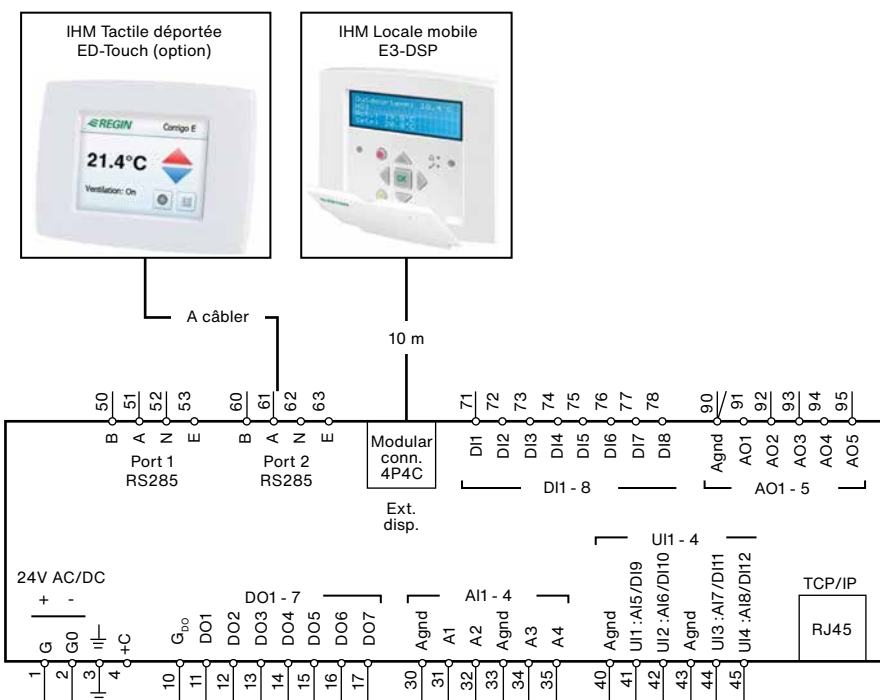 IHM Tactile déportée
ED-Touch (option)
IHM Locale mobile
E3-DSP
REGIN
Corrigo E
21.4°C
Ventilation: On
A câbler
10 m
50 51 52 53 60 61 62 63 71 72 73 74 75 76 77 78 90 91 92 93 94 95
B A N E B A N E DI1 DI2 DI3 DI4 DI5 DI6 DI7 DI8 Agnd AO1 AO2 AO3 AO4 AO5
Port 1
RS285
Port 2
RS285
Modular
conn.
4P4C
Ext.
disp.
DI1 - 8
AO1 - 5
24V AC/DC
+ -
DO1 - 7
AI1 - 4
UI1 - 4
TCP/IP
RJ45
G G0 +C GDO DO1 DO2 DO3 DO4 DO5 DO6 DO7 Agnd A1 A2 Agnd A3 A4 Agnd UI1 :AI5/DI9 UI2 :AI6/DI10 Agnd UI3 :AI7/DI11 UI4 :AI8/DI12
1 2 3 4 10 11 12 13 14 15 16 17 30 31 32 33 34 35 40 41 42 43 44 45